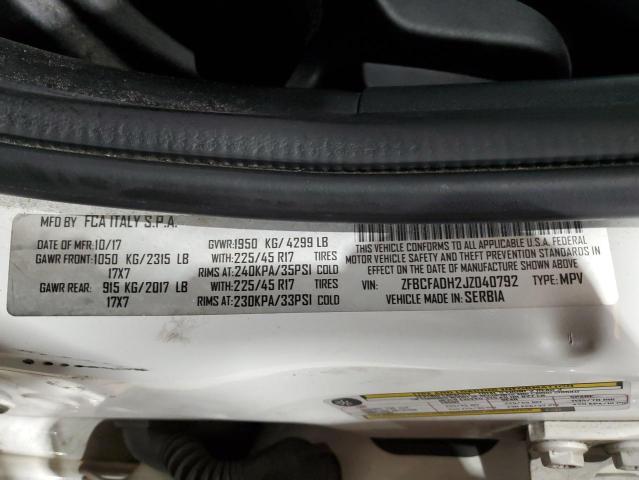 MFD BY FCA ITALY S.P.A.
DATE OF MFR:10/17 GVWR:1950 KG/ 4299 LB
GAWR FRONT:1050 KG/2315 LB WITH:225/45 R17 TIRES
17X7 RIMS AT:240KPA/35PSI COLD
GAWR REAR: 915 KG/2017 LB WITH:225/45 R17 TIRES
17X7 RIMS AT:230KPA/33PSI COLD
THIS VEHICLE CONFORMS TO ALL APPLICABLE U.S.A. FEDERAL
MOTOR VEHICLE SAFETY, BUMPER, AND THEFT PREVENTION STANDARDS IN
EFFECT ON THE DATE OF MANUFACTURE SHOWN ABOVE.
VIN: ZFBCFADH2JZ040792 TYPE: MPV
VEHICLE MADE IN: SERBIA
SPARE